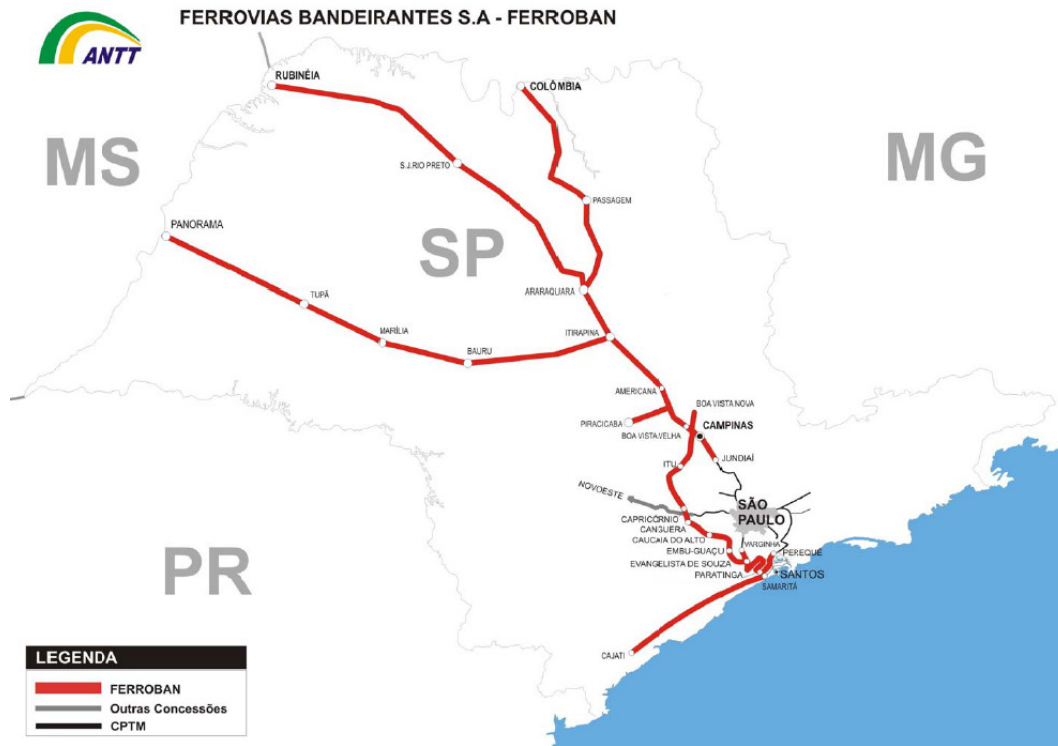 FERROVIAS BANDEIRANTES S.A - FERROBAN
ANTT
RUBINÉIA
COLÔMBIA
MS
MG
S.J.RIO PRETO
PASSAGEM
PANORAMA
SP
ARARAQUARA
TUPÃ
MARÍLIA
ITIRAPINA
BAURU
AMERICANA
BOA VISTA NOVA
PIRACICABA
CAMPINAS
BOA VISTA VELHA
JUNDIAÍ
ITU
NOVOESTE
SÃO
PAULO
CAPRICÓRNIO
CANGUERA
CAUCAIA DO ALTO
VARGINHA
EMBU-GUAÇU
PEREQUÊ
EVANGELISTA DE SOUZA
PARATINGA
SANTOS
SAMARITÁ
PR
CAJATI
LEGENDA
FERROBAN
Outras Concessões
CPTM